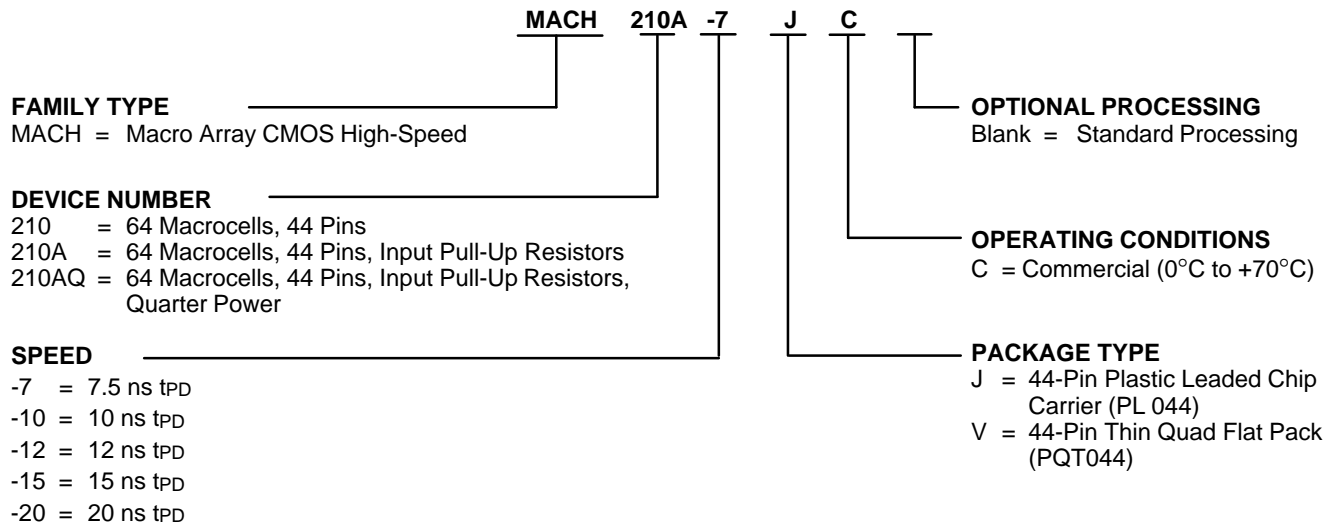 MACH 210A -7 J C
FAMILY TYPE
MACH = Macro Array CMOS High-Speed
DEVICE NUMBER
210 = 64 Macrocells, 44 Pins
210A = 64 Macrocells, 44 Pins, Input Pull-Up Resistors
210AQ = 64 Macrocells, 44 Pins, Input Pull-Up Resistors,
Quarter Power
SPEED
-7 = 7.5 ns tPD
-10 = 10 ns tPD
-12 = 12 ns tPD
-15 = 15 ns tPD
-20 = 20 ns tPD
OPTIONAL PROCESSING
Blank = Standard Processing
OPERATING CONDITIONS
C = Commercial (0°C to +70°C)
PACKAGE TYPE
J = 44-Pin Plastic Leaded Chip
Carrier (PL 044)
V = 44-Pin Thin Quad Flat Pack
(PQT044)